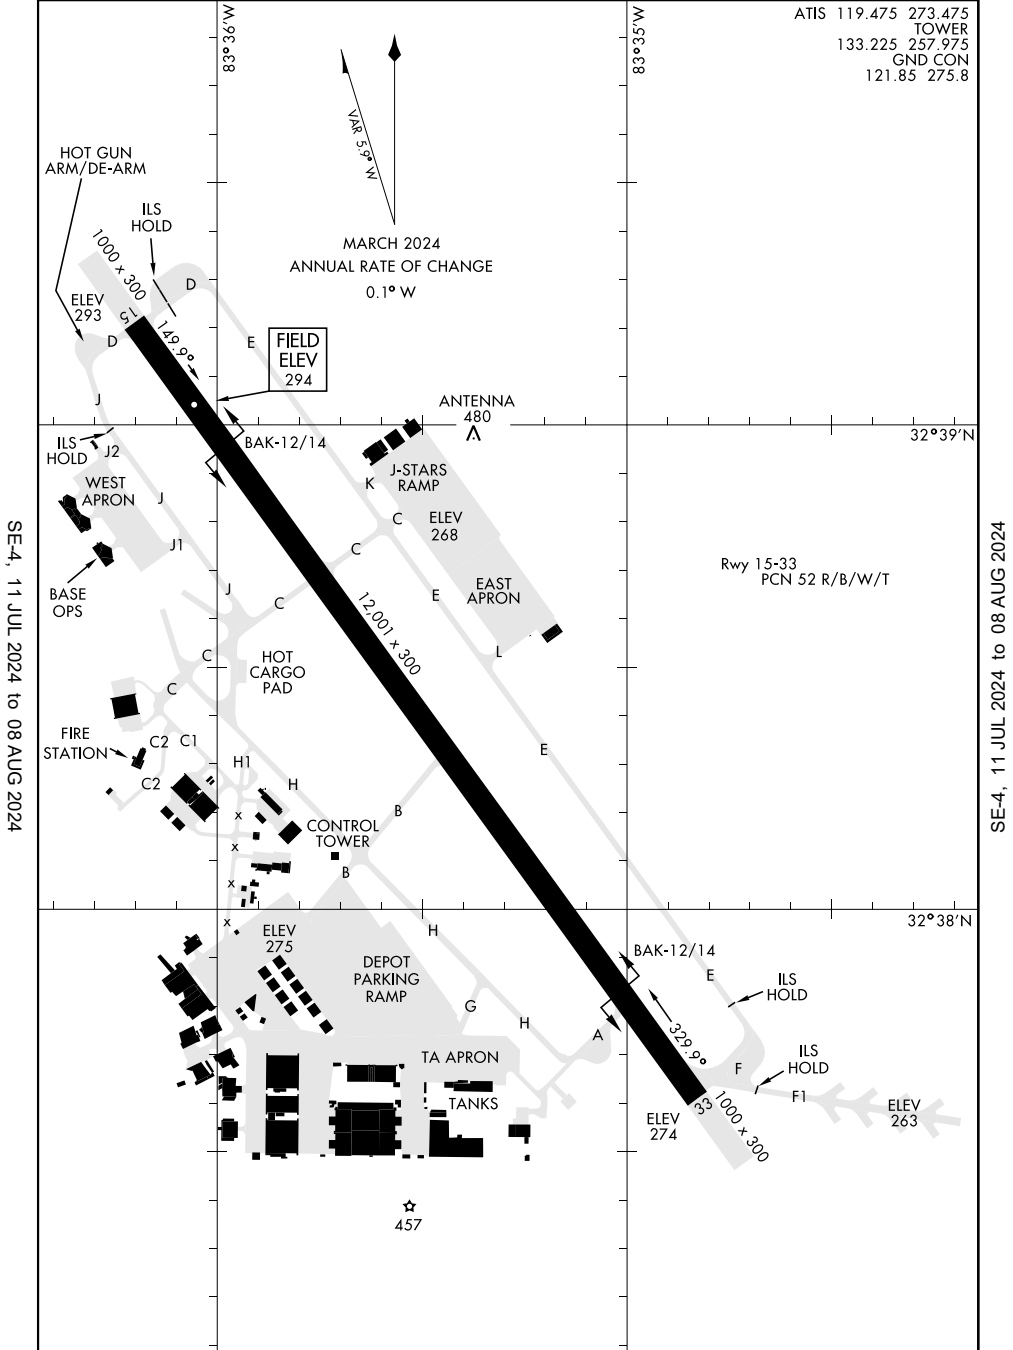 83°36'W
83°35'W
ATIS 119.475 273.475
TOWER
133.225 257.975
GND CON
121.85 275.8
VAR 5.9° W
MARCH 2024
ANNUAL RATE OF CHANGE
0.1° W
HOT GUN
ARM/DE-ARM
ILS
HOLD
1000 x 300
D
ELEV
293
15
149.9°
D
E
FIELD
ELEV
294
J
ANTENNA
480
32°39'N
BAK-12/14
ILS
HOLD
J2
WEST
APRON
J
J-STARS
RAMP
K
C
ELEV
268
J1
C
BASE
OPS
J
C
E
EAST
APRON
Rwy 15-33
PCN 52 R/B/W/T
12,001 x 300
L
C
HOT
CARGO
PAD
C
FIRE
STATION
C2
C1
C2
H1
H
E
B
x
x
x
x
CONTROL
TOWER
B
32°38'N
ELEV
275
H
DEPOT
PARKING
RAMP
BAK-12/14
E
ILS
HOLD
G
H
A
329.9°
TA APRON
F
ILS
HOLD
F1
TANKS
33
1000 x 300
ELEV
274
ELEV
263
457
SE-4, 11 JUL 2024 to 08 AUG 2024
SE-4, 11 JUL 2024 to 08 AUG 2024